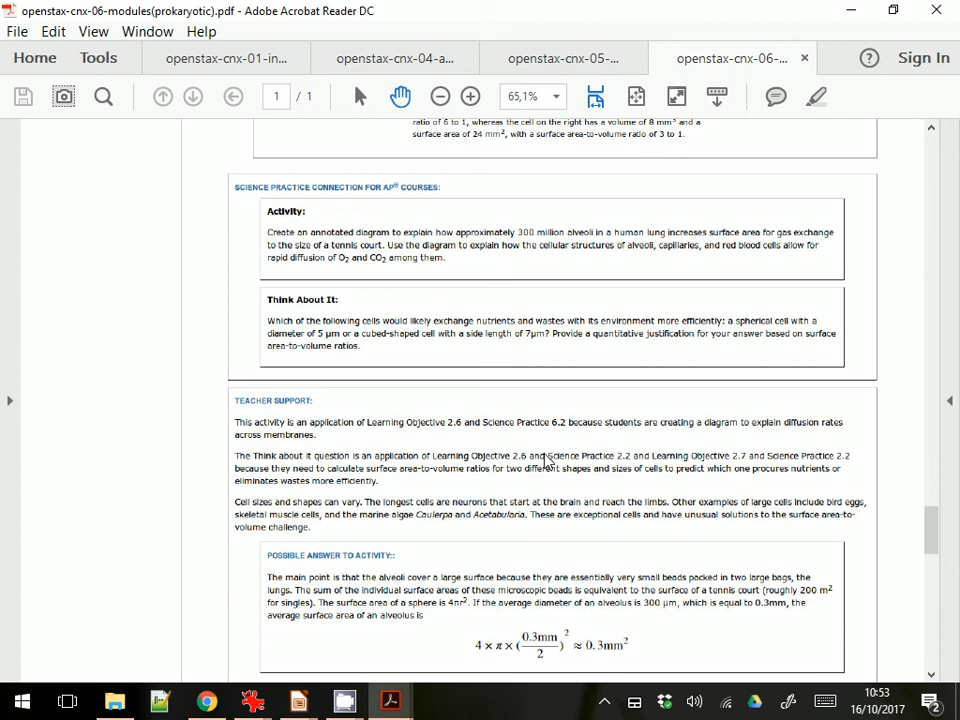 openstax-cnx-06-modules(prokaryotic).pdf - Adobe Acrobat Reader DC
File Edit View Window Help
Home Tools openstax-cnx-01-in... openstax-cnx-04-a... openstax-cnx-05-... openstax-cnx-06-... × ? Sign In
1 / 1 65,1%
ratio of 6 to 1, whereas the cell on the right has a volume of 8 mm³ and a
surface area of 24 mm², with a surface area-to-volume ratio of 3 to 1.
SCIENCE PRACTICE CONNECTION FOR AP® COURSES:
Activity:
Create an annotated diagram to explain how approximately 300 million alveoli in a human lung increases surface area for gas exchange
to the size of a tennis court. Use the diagram to explain how the cellular structures of alveoli, capillaries, and red blood cells allow for
rapid diffusion of O₂ and CO₂ among them.
Think About It:
Which of the following cells would likely exchange nutrients and wastes with its environment more efficiently: a spherical cell with a
diameter of 5 μm or a cubed-shaped cell with a side length of 7μm? Provide a quantitative justification for your answer based on surface
area-to-volume ratios.
TEACHER SUPPORT:
This activity is an application of Learning Objective 2.6 and Science Practice 6.2 because students are creating a diagram to explain diffusion rates
across membranes.
The Think about it question is an application of Learning Objective 2.6 and Science Practice 2.2 and Learning Objective 2.7 and Science Practice 2.2
because they need to calculate surface area-to-volume ratios for two different shapes and sizes of cells to predict which one procures nutrients or
eliminates wastes more efficiently.
Cell sizes and shapes can vary. The longest cells are neurons that start at the brain and reach the limbs. Other examples of large cells include bird eggs,
skeletal muscle cells, and the marine algae Caulerpa and Acetabularia. These are exceptional cells and have unusual solutions to the surface area-to-
volume challenge.
POSSIBLE ANSWER TO ACTIVITY::
The main point is that the alveoli cover a large surface because they are essentially very small beads packed in two large bags, the
lungs. The sum of the individual surface areas of these microscopic beads is equivalent to the surface of a tennis court (roughly 200 m²
for singles). The surface area of a sphere is 4πr². If the average diameter of an alveolus is 300 μm, which is equal to 0.3mm, the
average surface area of an alveolus is
4 × π × (0.3mm / 2)² ≈ 0.3mm²
10:53
16/10/2017
2